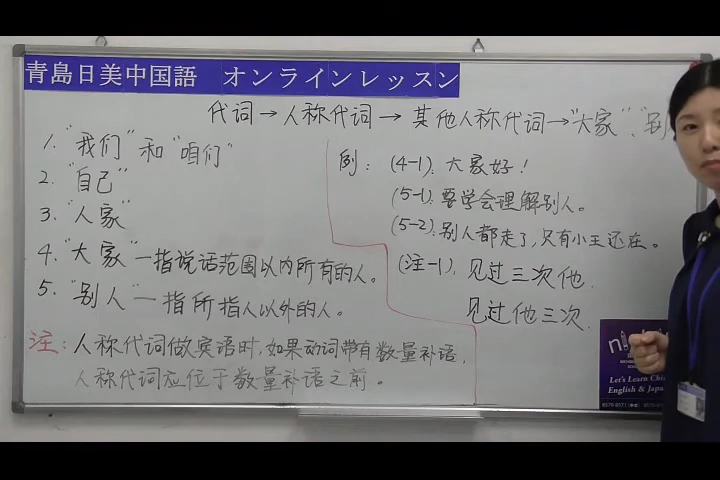 青島日美中国語 オンラインレッスン
代词→人称代词→其他人称代词→"大家"、"别
1. "我们" 和 "咱们"
2. "自己"
3. "人家"
4. "大家"—指说话范围以内所有的人。
5. "别人"—指所指人以外的人。
注：人称代词做宾语时,如果动词带有数量补语,
人称代词应位于数量补语之前。
例：(4-1)：大家好！
(5-1)：要学会理解别人。
(5-2)：别人都走了,只有小王还在。
(注-1)：见过三次他.
见过他三次.
Let's Learn Chi
English & Japa